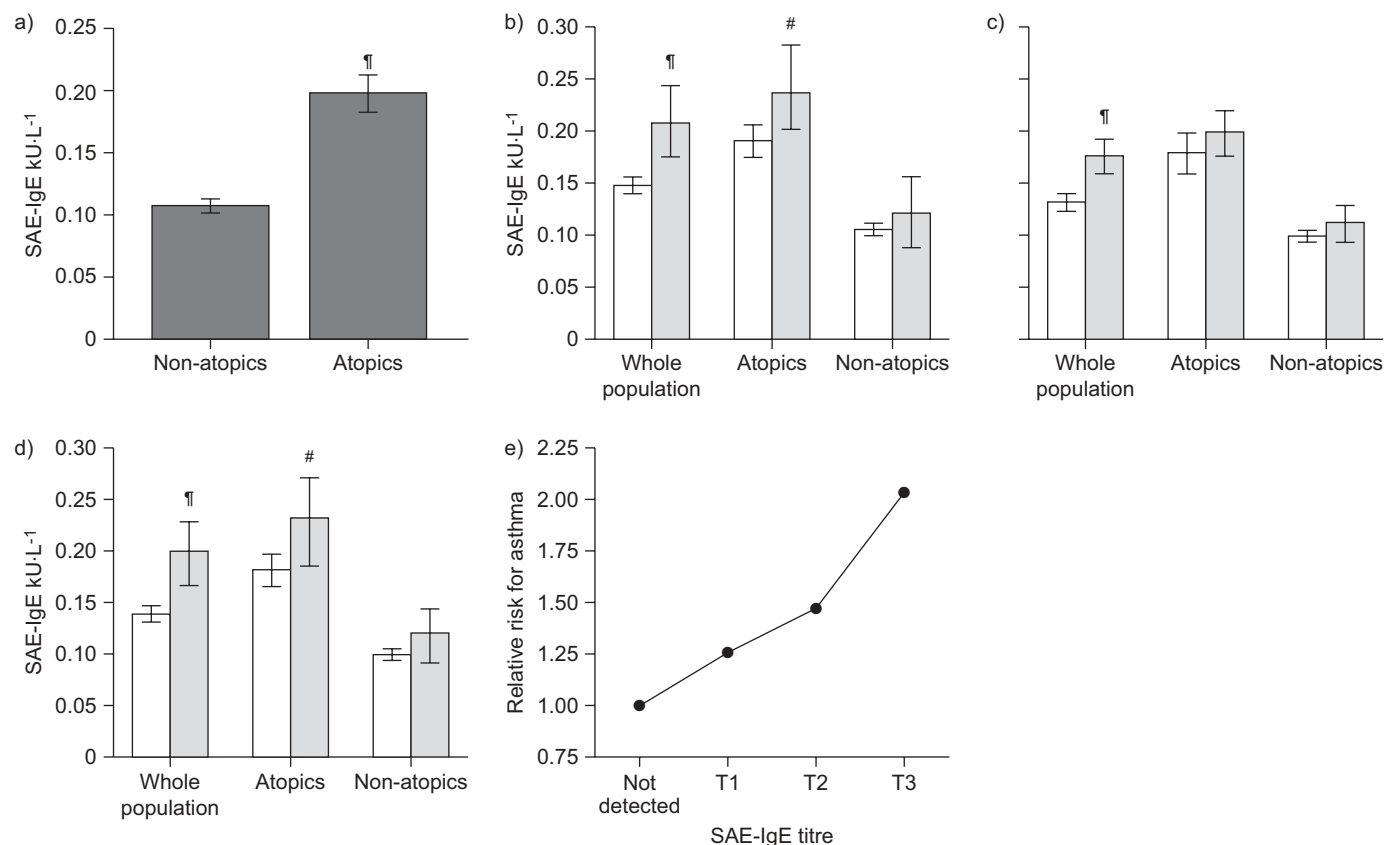 a)
0.25
0.20
0.15
0.10
0.05
0
SAE-IgE kU·L-1
¶
Non-atopics
Atopics
b)
0.30
0.25
0.20
0.15
0.10
0.05
0
SAE-IgE kU·L-1
¶
#
Whole
population
Atopics
Non-atopics
c)
¶
Whole
population
Atopics
Non-atopics
d)
0.30
0.25
0.20
0.15
0.10
0.05
0
SAE-IgE kU·L-1
¶
#
Whole
population
Atopics
Non-atopics
e)
2.25
2.00
1.75
1.50
1.25
1.00
0.75
Relative risk for asthma
Not
detected
T1
T2
T3
SAE-IgE titre